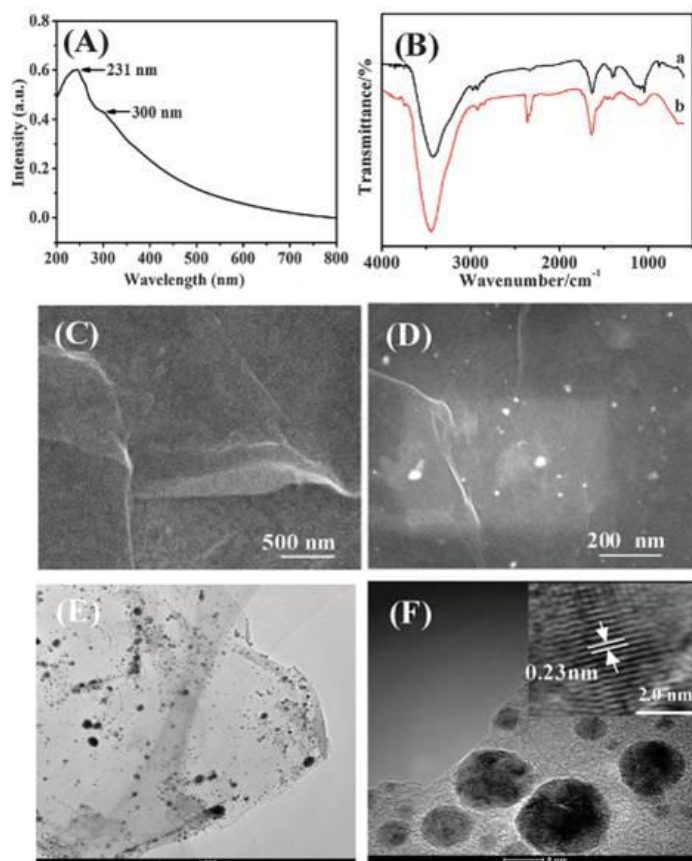 (A)
231 nm
300 nm
Intensity (a.u.)
0.8
0.6
0.4
0.2
0.0
200 300 400 500 600 700 800
Wavelength (nm)
(B)
a
b
Transmittance/%
4000 3000 2000 1000
Wavenumber/cm-1
(C)
500 nm
(D)
200 nm
(E)
(F)
0.23nm
2.0 nm